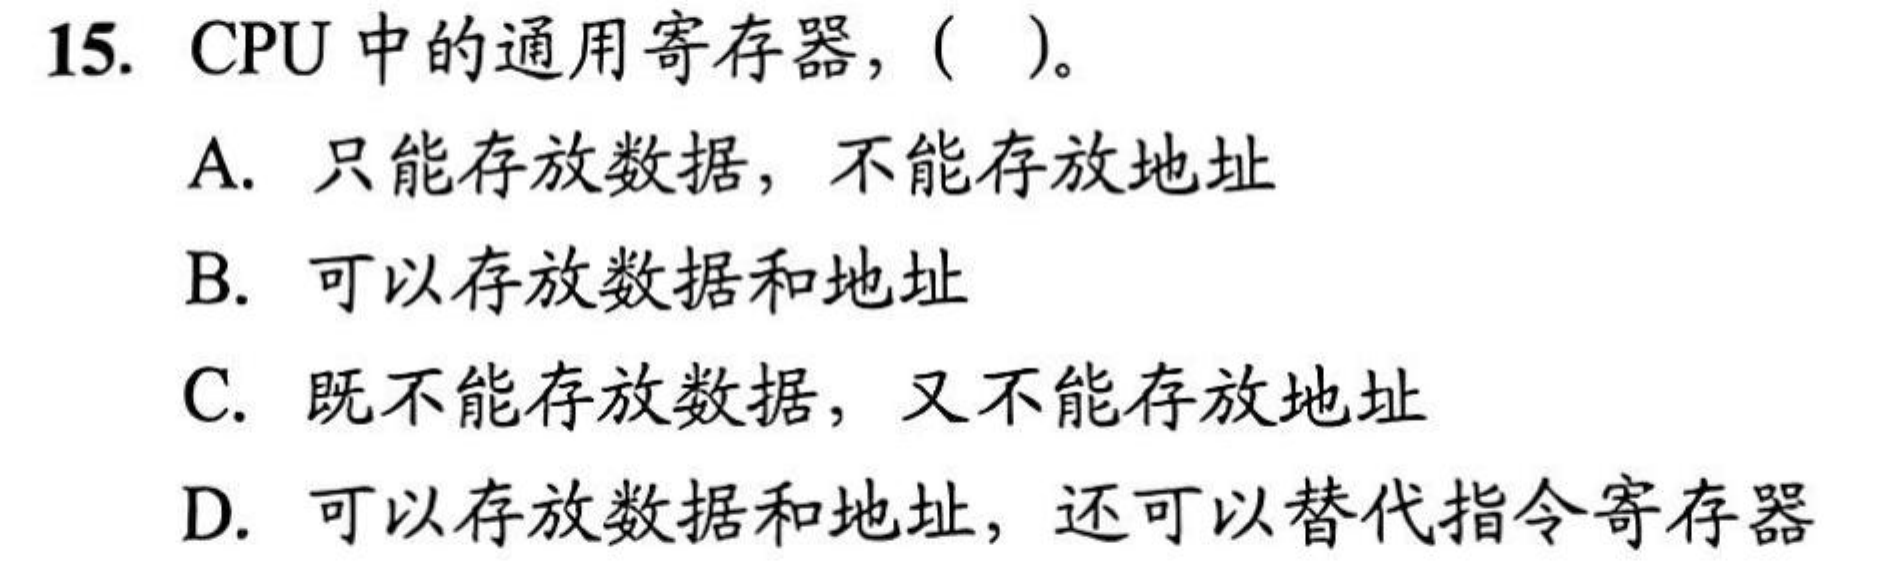 15. CPU 中的通用寄存器，（ ）。
A. 只能存放数据，不能存放地址
B. 可以存放数据和地址
C. 既不能存放数据，又不能存放地址
D. 可以存放数据和地址，还可以替代指令寄存器